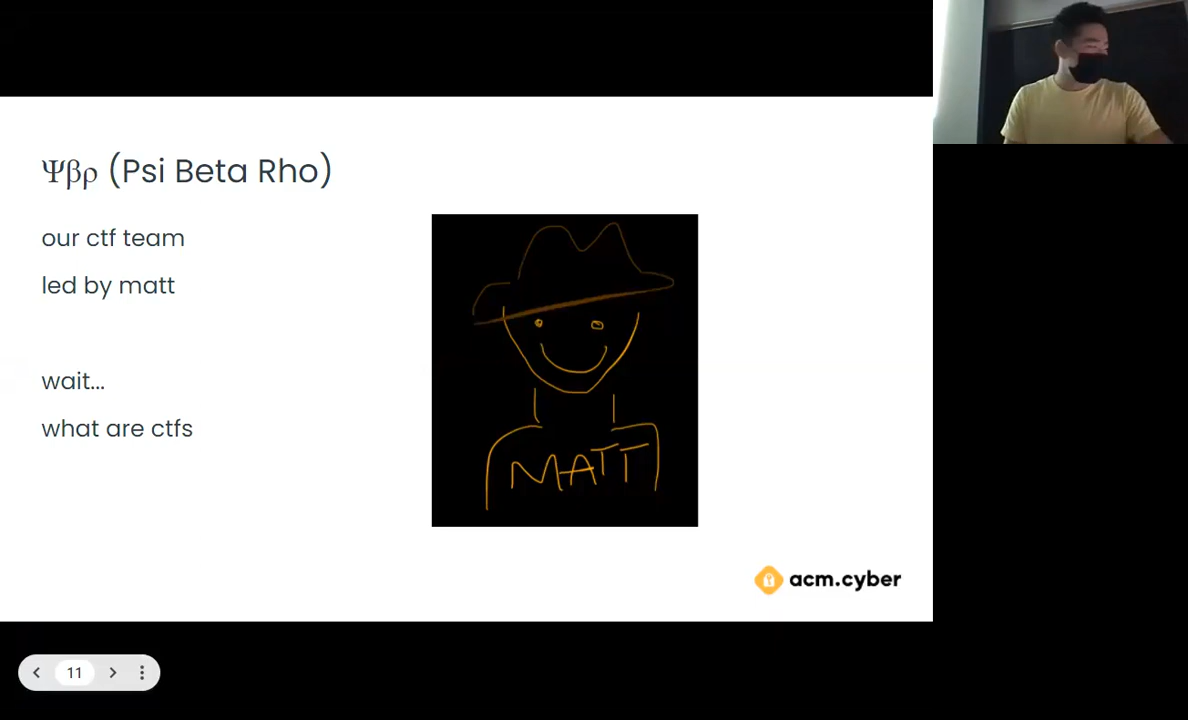 Ψβρ (Psi Beta Rho)
our ctf team
led by matt
wait...
what are ctfs
MATT
acm.cyber
11